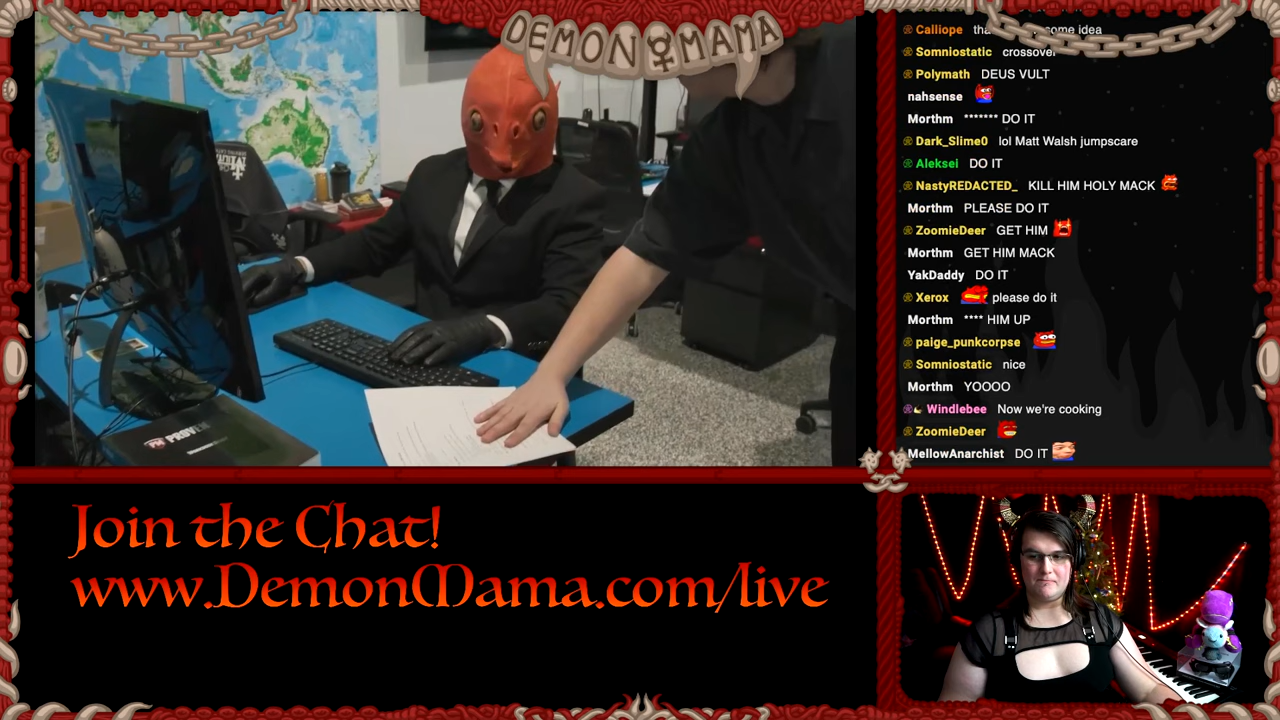 DEMON MAMA
Calliope tha ome idea
Somniostatic crossover
Polymath DEUS VULT
nahsense
Morthm ******* DO IT
Dark_Slime0 lol Matt Walsh jumpscare
Aleksei DO IT
NastyREDACTED_ KILL HIM HOLY MACK
Morthm PLEASE DO IT
ZoomieDeer GET HIM
Morthm GET HIM MACK
YakDaddy DO IT
Xerox please do it
Morthm **** HIM UP
paige_punkcorpse
Somniostatic nice
Morthm YOOOO
Windlebee Now we're cooking
ZoomieDeer
MellowAnarchist DO IT
Join the Chat!
www.DemonMama.com/live